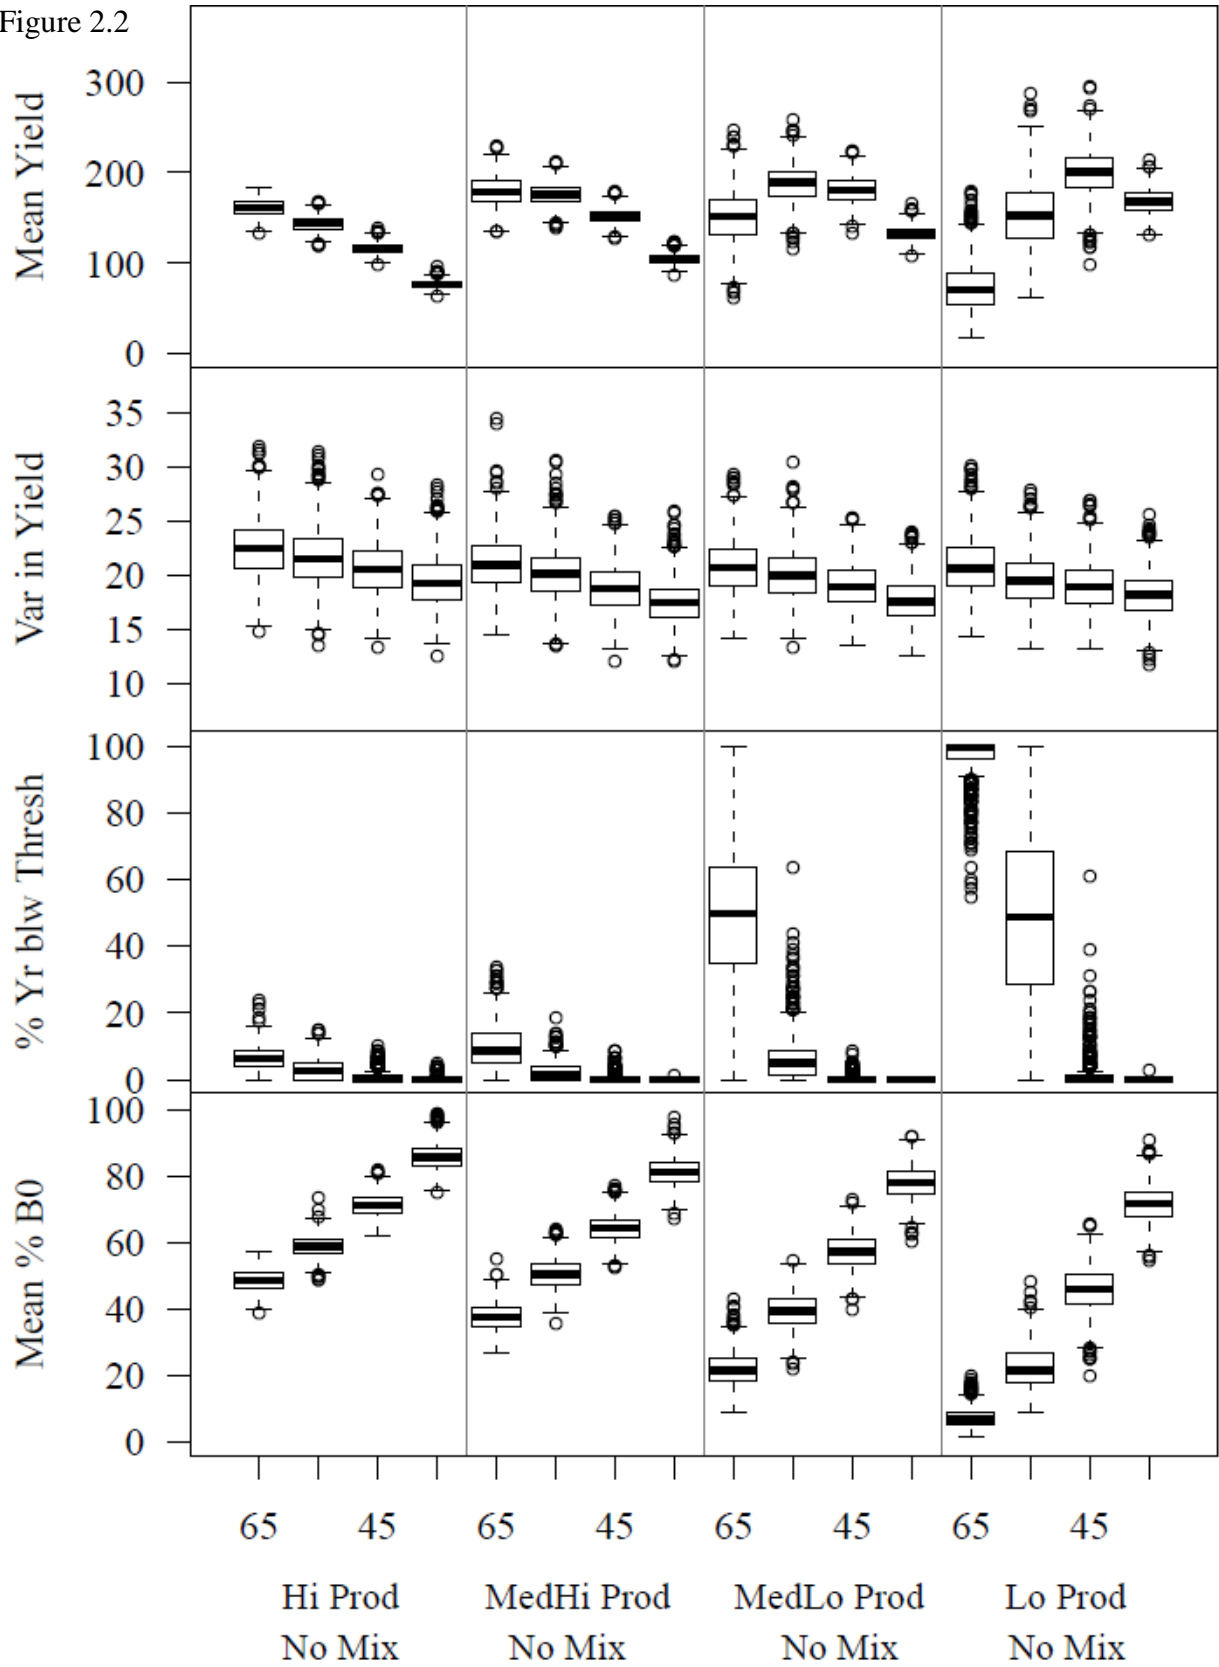 Figure 2.2
Mean Yield
300
200
100
0
Var in Yield
35
30
25
20
15
10
% Yr blw Thresh
100
80
60
40
20
0
Mean % B0
100
80
60
40
20
0
65 45 65 45 65 45 65 45
Hi Prod MedHi Prod MedLo Prod Lo Prod
No Mix No Mix No Mix No Mix